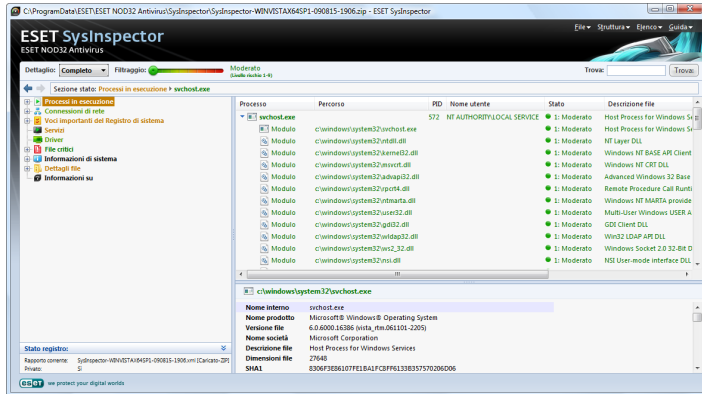 C:\ProgramData\ESET\ESET NOD32 Antivirus\SysInspector\SysInspector-WINVISTAX64SP1-090815-1906.zip - ESET SysInspector
ESET SysInspector
ESET NOD32 Antivirus
File Struttura Elenco Guida
Dettaglio: Completo Filtraggio: Moderato
(Livello rischio 1-9)
Trova: Trova:
Sezione stato: Processi in esecuzione svchost.exe
Processi in esecuzione
Connessioni di rete
Voci importanti del Registro di sistema
Servizi
Driver
File critici
Informazioni di sistema
Dettagli file
Informazioni su
Stato registro:
Rapporto corrente: SysInspector-WINVISTAX64SP1-090815-1906.xml [Caricato-ZIP]
Privato: Sì
Processo Percorso PID Nome utente Stato Descrizione file
svchost.exe 572 NT AUTHORITY\LOCAL SERVICE 1: Moderato Host Process for Windows Se
Modulo c:\windows\system32\svchost.exe 1: Moderato Host Process for Windows Se
Modulo c:\windows\system32\ntdll.dll 1: Moderato NT Layer DLL
Modulo c:\windows\system32\kernel32.dll 1: Moderato Windows NT BASE API Client
Modulo c:\windows\system32\msvcrt.dll 1: Moderato Windows NT CRT DLL
Modulo c:\windows\system32\advapi32.dll 1: Moderato Advanced Windows 32 Base
Modulo c:\windows\system32\rpcrt4.dll 1: Moderato Remote Procedure Call Runti
Modulo c:\windows\system32\ntmarta.dll 1: Moderato Windows NT MARTA provide
Modulo c:\windows\system32\user32.dll 1: Moderato Multi-User Windows USER A
Modulo c:\windows\system32\gdi32.dll 1: Moderato GDI Client DLL
Modulo c:\windows\system32\wldap32.dll 1: Moderato Win32 LDAP API DLL
Modulo c:\windows\system32\ws2_32.dll 1: Moderato Windows Socket 2.0 32-Bit D
Modulo c:\windows\system32\nsi.dll 1: Moderato NSI User-mode interface DLL
c:\windows\system32\svchost.exe
Nome interno svchost.exe
Nome prodotto Microsoft® Windows® Operating System
Versione file 6.0.6000.16386 (vista_rtm.061101-2205)
Nome società Microsoft Corporation
Descrizione file Host Process for Windows Services
Dimensioni file 27648
SHA1 8306F3E86107FE1BA1FC8FF6133B357570206D06
eset we protect your digital worlds